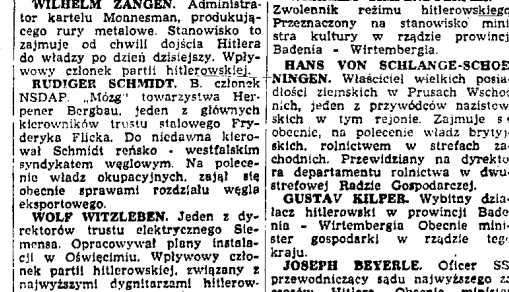 WILHELM ZANGEN. Administra-
tor kartelu Monnesman, produkują-
cego rury metalowe. Stanowisko to
zajmuje od chwili dojścia Hitlera
do władzy po dzień dzisiejszy. Wpły-
wowy członek partii hitlerowskiej.
RUDIGER SCHMIDT. B. członek
NSDAP. „Mózg" towarzystwa Her-
pener Bergbau, jeden z głównych
kierowników trustu stalowego Fry-
deryka Flicka. Do niedawna kiero-
wał Schmidt reńsko - westfalskim
syndykatem węglowym. Na polece-
nie władz okupacyjnych, zajął się
obecnie sprawami rozdziału węgla
eksportowego.
WOLF WITZLEBEN. Jeden z dy-
rektorów trustu elektrycznego Sie-
mensa. Opracowywał plany instala-
cji w Oświęcimiu. Wpływowy czło-
nek partii hitlerowskiej, związany z
najwyższymi dygnitarzami hitlerow-
Zwolennik reżimu hitlerowskiego
Przeznaczony na stanowisko mini
stra kultury w rządzie prowincj
Badenia - Wirtembergia.
HANS VON SCHLANGE-SCHOE
NINGEN. Właściciel wielkich posia
dłości ziemskich w Prusach Wscho
nich, jeden z przywódców nazistow
skich w tym rejonie. Zajmuje s
obecnie, na polecenie władz bryty
skich, rolnictwem w strefach za
chodnich. Przewidziany na dyrekto
ra departamentu rolnictwa w dwu
strefowej Radzie Gospodarczej.
GUSTAV KILPER. Wybitny dzia
łacz hitlerowski w prowincji Bade
nia - Wirtembergia Obecnie mini
ster gospodarki w rządzie teg
kraju.
JOSEPH BEYERLE. Oficer SS
przewodniczący sądu najwyższego z
Hitlera. Obecnie